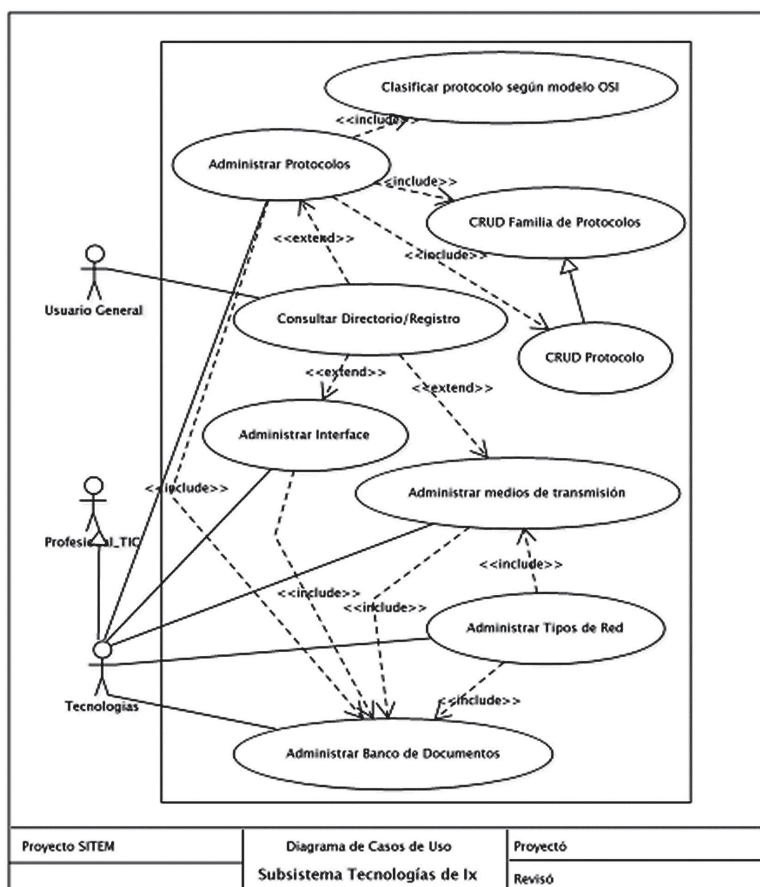 Clasificar protocolo según modelo OSI
<<include>>
Administrar Protocolos
<<include>>
CRUD Familia de Protocolos
<<extend>>
<<include>>
Usuario General
Consultar Directorio/Registro
CRUD Protocolo
<<extend>>
<<extend>>
Administrar Interface
<<include>>
Administrar medios de transmisión
Profesional_TIC
<<include>>
<<include>>
<<include>>
Administrar Tipos de Red
Tecnologías
<<include>>
Administrar Banco de Documentos
Proyecto SITEM
Diagrama de Casos de Uso
Proyectó
Subsistema Tecnologías de Ix
Revisó